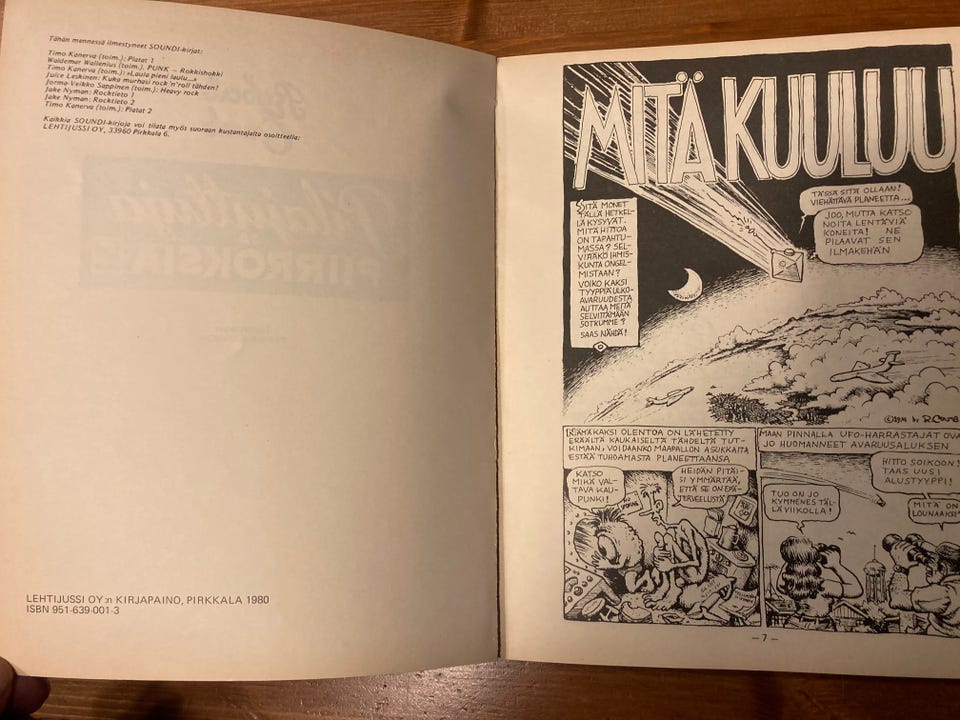 Tähän mennessä ilmestyneet SOUNDI-kirjat:
Timo Kanerva (toim.): Platat 1
Waldemar Wallenius (toim.). PUNK – Rokkishokki
Timo Kanerva (toim.): »Laula pieni laulu...»
Juice Leskinen: Kuka murhasi rock'n'roll tähden?
Jormo-Veikko Sappinen (toim.): Heavy rock
Jake Nyman: Rocktieto 1
Jake Nyman: Rocktieto 2
Timo Kanerva (toim.): Platat 2
Kaikkia SOUNDI-kirjoja voi tilata myös suoraan kustantajalta osoitteella:
LEHTIJUSSI OY, 33960 Pirkkala 6.
LEHTIJUSSI OY:n KIRJAPAINO, PIRKKALA 1980
ISBN 951-639-001-3
MITÄ KUULUU
SITÄ MONET
TÄLLÄ HETKEL-
LÄ KYSYVÄT.
MITÄ HITTOA
ON TAPAHTU-
MASSA? SEL-
VIÄÄKÖ IHMIS-
KUNTA ONGEL-
MISTAAN?
VOIKO KAKSI
TYYPPIÄ ULKO-
AVARUUDESTA
AUTTAA MEITÄ
SELVITTÄMÄÄN
SOTKUMME?
SAAS NÄHDÄ!
TÄSSÄ SITÄ OLLAAN!
VIEHÄTTÄVÄ PLANEETTA...
JOO, MUTTA KATSO
NOITA LENTÄVIÄ
KONEITA! NE
PILAAVAT SEN
ILMAKEHÄN
by R. Crumb
NÄMÄ KAKSI OLENTOA ON LÄHETETTY
ERÄÄLTÄ KAUKAISELTA TÄHDELTÄ TUT-
KIMAAN, VOIDAANKO MAAPALLON ASUKKAITA
ESTÄÄ TUHOAMASTA PLANEETTAANSA
KATSO
MIKÄ VAL-
TAVA KAU-
PUNKI!
HEIDÄN PITÄI-
SI YMMÄRTÄÄ,
ETTÄ SE ON EPÄ-
TERVEELLISTÄ
MAAN PINNALLA UFO-HARRASTAJAT OVA
JO HUOMANNEET AVARUUSALUKSEN
TUO ON JO
KYMMENES TÄL-
LÄ VIIKOLLA!
HITTO SOIKOON!
TAAS UUSI
ALUSTYYPPI!
MITÄ ON
LOUNAAKSI?
– 7 –